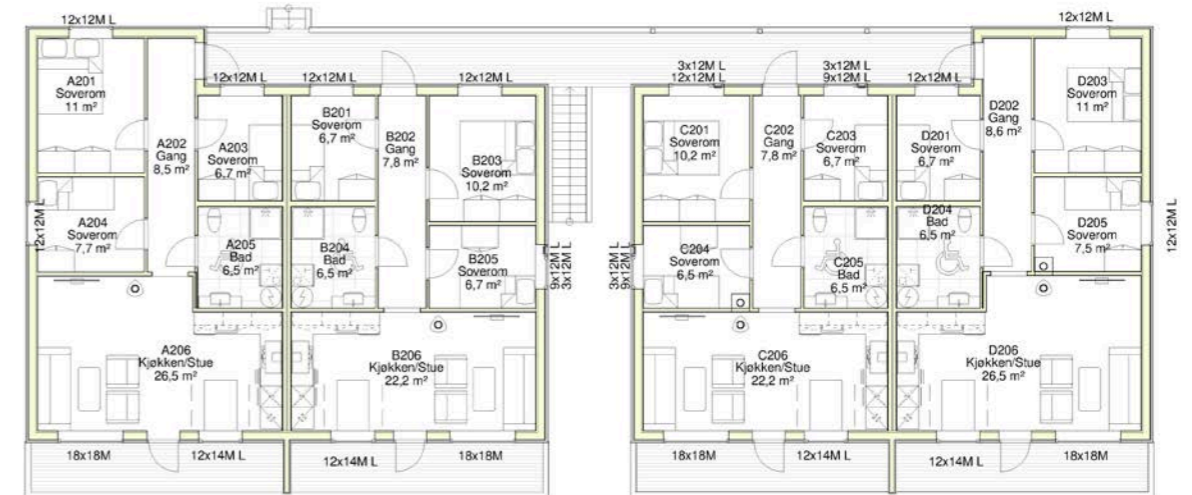 12x12M L
12x12M L
12x12M L
12x12M L
12x12M L
3x12M L
12x12M L
3x12M L
9x12M L
12x12M L
A201
Soverom
11 m²
A202
Gang
8,5 m²
A203
Soverom
6,7 m²
B201
Soverom
6,7 m²
B202
Gang
7,8 m²
B203
Soverom
10,2 m²
C201
Soverom
10,2 m²
C202
Gang
7,8 m²
C203
Soverom
6,7 m²
D201
Soverom
6,7 m²
D202
Gang
8,6 m²
D203
Soverom
11 m²
12x12M L
A204
Soverom
7,7 m²
A205
Bad
6,5 m²
B204
Bad
6,5 m²
B205
Soverom
6,7 m²
9x12M L
3x12M L
3x12M L
9x12M L
C204
Soverom
6,5 m²
C205
Bad
6,5 m²
D204
Bad
6,5 m²
D205
Soverom
7,5 m²
12x12M L
A206
Kjøkken/Stue
26,5 m²
B206
Kjøkken/Stue
22,2 m²
C206
Kjøkken/Stue
22,2 m²
D206
Kjøkken/Stue
26,5 m²
18x18M
12x14M L
12x14M L
18x18M
18x18M
12x14M L
12x14M L
18x18M